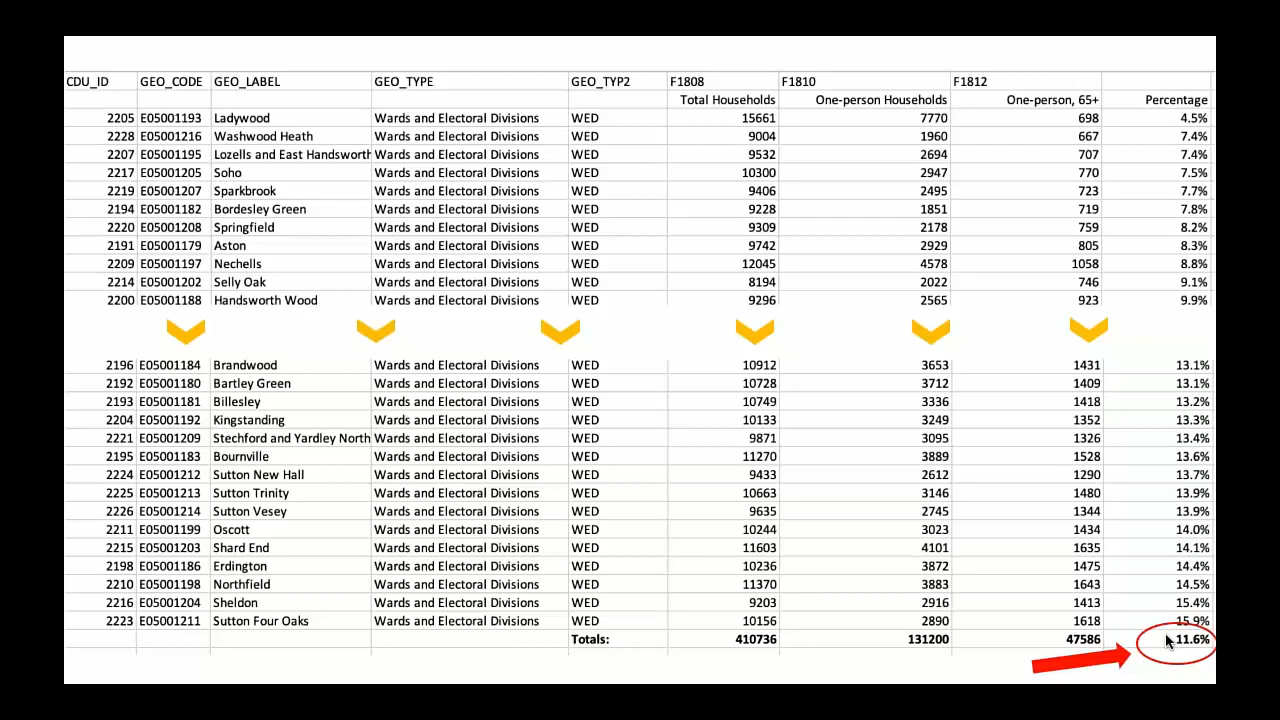 CDU_ID GEO_CODE GEO_LABEL GEO_TYPE GEO_TYP2 F1808 F1810 F1812
Total Households One-person Households One-person, 65+ Percentage
2205 E05001193 Ladywood Wards and Electoral Divisions WED 15661 7770 698 4.5%
2228 E05001216 Washwood Heath Wards and Electoral Divisions WED 9004 1960 667 7.4%
2207 E05001195 Lozells and East Handsworth Wards and Electoral Divisions WED 9532 2694 707 7.4%
2217 E05001205 Soho Wards and Electoral Divisions WED 10300 2947 770 7.5%
2219 E05001207 Sparkbrook Wards and Electoral Divisions WED 9406 2495 723 7.7%
2194 E05001182 Bordesley Green Wards and Electoral Divisions WED 9228 1851 719 7.8%
2220 E05001208 Springfield Wards and Electoral Divisions WED 9309 2178 759 8.2%
2191 E05001179 Aston Wards and Electoral Divisions WED 9742 2929 805 8.3%
2209 E05001197 Nechells Wards and Electoral Divisions WED 12045 4578 1058 8.8%
2214 E05001202 Selly Oak Wards and Electoral Divisions WED 8194 2022 746 9.1%
2200 E05001188 Handsworth Wood Wards and Electoral Divisions WED 9296 2565 923 9.9%
2196 E05001184 Brandwood Wards and Electoral Divisions WED 10912 3653 1431 13.1%
2192 E05001180 Bartley Green Wards and Electoral Divisions WED 10728 3712 1409 13.1%
2193 E05001181 Billesley Wards and Electoral Divisions WED 10749 3336 1418 13.2%
2204 E05001192 Kingstanding Wards and Electoral Divisions WED 10133 3249 1352 13.3%
2221 E05001209 Stechford and Yardley North Wards and Electoral Divisions WED 9871 3095 1326 13.4%
2195 E05001183 Bournville Wards and Electoral Divisions WED 11270 3889 1528 13.6%
2224 E05001212 Sutton New Hall Wards and Electoral Divisions WED 9433 2612 1290 13.7%
2225 E05001213 Sutton Trinity Wards and Electoral Divisions WED 10663 3146 1480 13.9%
2226 E05001214 Sutton Vesey Wards and Electoral Divisions WED 9635 2745 1344 13.9%
2211 E05001199 Oscott Wards and Electoral Divisions WED 10244 3023 1434 14.0%
2215 E05001203 Shard End Wards and Electoral Divisions WED 11603 4101 1635 14.1%
2198 E05001186 Erdington Wards and Electoral Divisions WED 10236 3872 1475 14.4%
2210 E05001198 Northfield Wards and Electoral Divisions WED 11370 3883 1643 14.5%
2216 E05001204 Sheldon Wards and Electoral Divisions WED 9203 2916 1413 15.4%
2223 E05001211 Sutton Four Oaks Wards and Electoral Divisions WED 10156 2890 1618 15.9%
Totals: 410736 131200 47586 11.6%